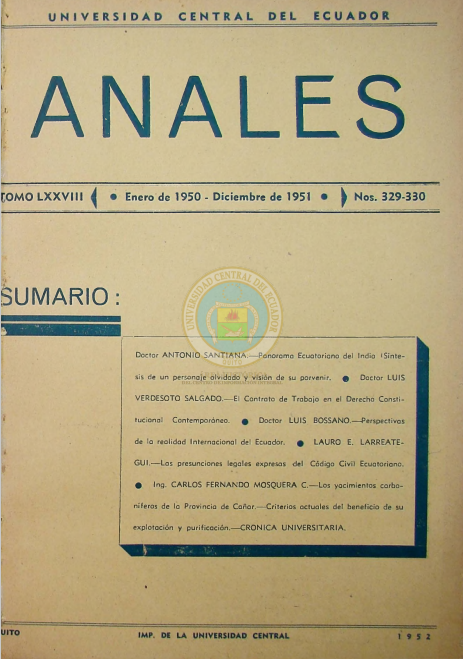 UNIVERSIDAD CENTRAL DEL ECUADOR
ANALES
TOMO LXXVIII ● Enero de 1950 - Diciembre de 1951 ● Nos. 329-330
SUMARIO:
UNIVERSIDAD CENTRAL DEL ECUADOR
Doctor ANTONIO SANTIANA.—Panorama Ecuatoriano del Indio (Sínte-
sis de un personaje olvidado y visión de su porvenir. ● Doctor LUIS
VERDESOTO SALGADO.—El Contrato de Trabajo en el Derecho Consti-
tucional Contemporáneo. ● Doctor LUIS BOSSANO.—Perspectivas
de la realidad Internacional del Ecuador. ● LAURO E. LARREATE-
GUI.—Las presunciones legales expresas del Código Civil Ecuatoriano.
● Ing. CARLOS FERNANDO MOSQUERA C.—Los yacimientos carbo-
níferos de la Provincia de Cañar.—Criterios actuales del beneficio de su
explotación y purificación.—CRONICA UNIVERSITARIA.
UITO IMP. DE LA UNIVERSIDAD CENTRAL 1952